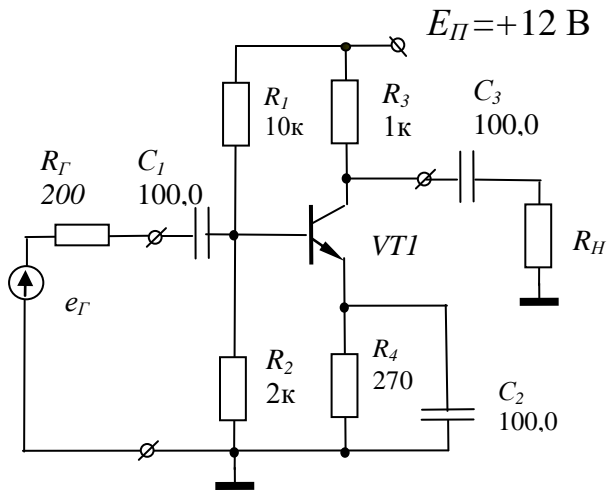 E_П=+12 В
R_1
10к
R_3
1к
C_3
100,0
R_Г
200
C_1
100,0
R_Н
VT1
e_Г
R_2
2к
R_4
270
C_2
100,0